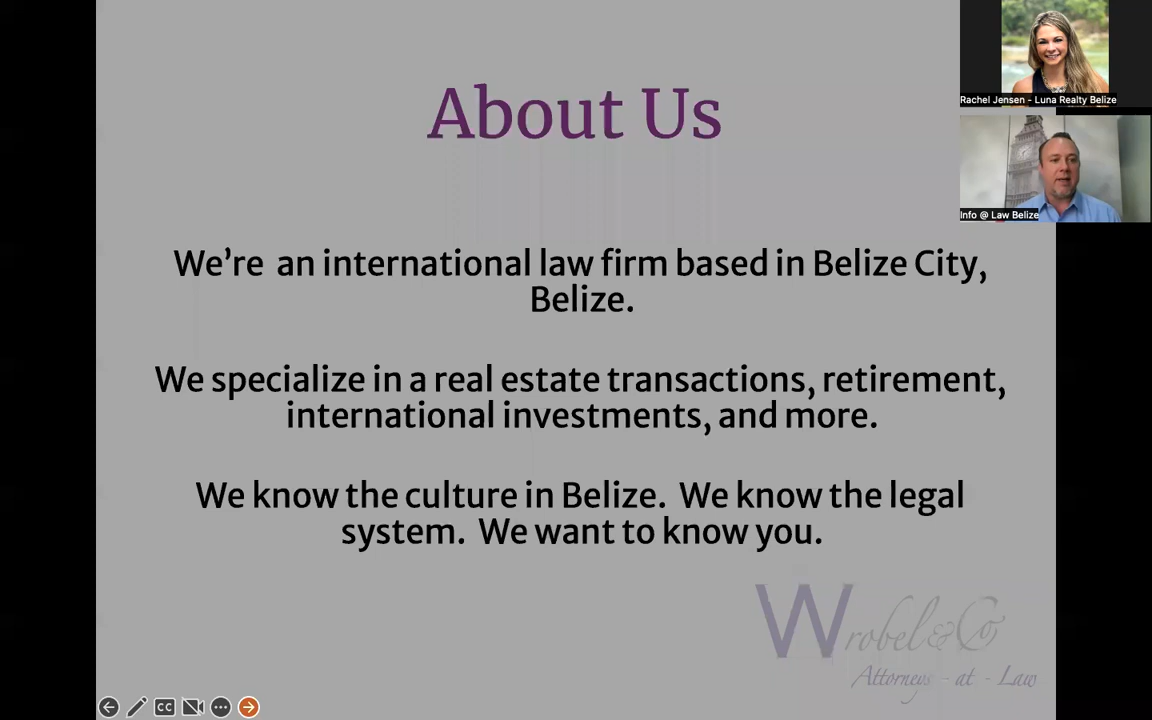 About Us
Rachel Jensen - Luna Realty Belize
Info @ Law Belize
We’re an international law firm based in Belize City,
Belize.
We specialize in a real estate transactions, retirement,
international investments, and more.
We know the culture in Belize. We know the legal
system. We want to know you.
Wrobel & Co
Attorneys - at - Law
CC